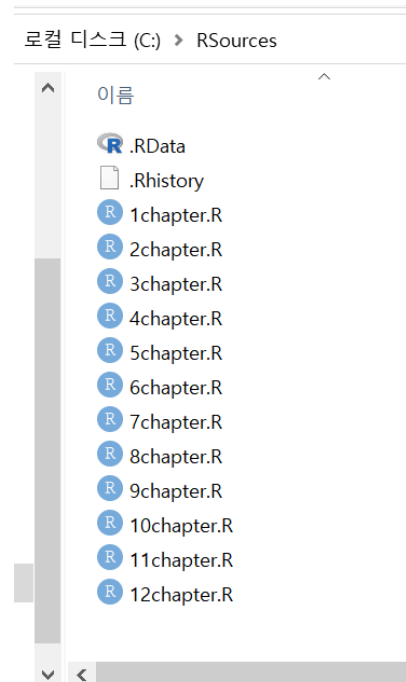 로컬 디스크 (C:) > RSources
이름
.RData
.Rhistory
1chapter.R
2chapter.R
3chapter.R
4chapter.R
5chapter.R
6chapter.R
7chapter.R
8chapter.R
9chapter.R
10chapter.R
11chapter.R
12chapter.R